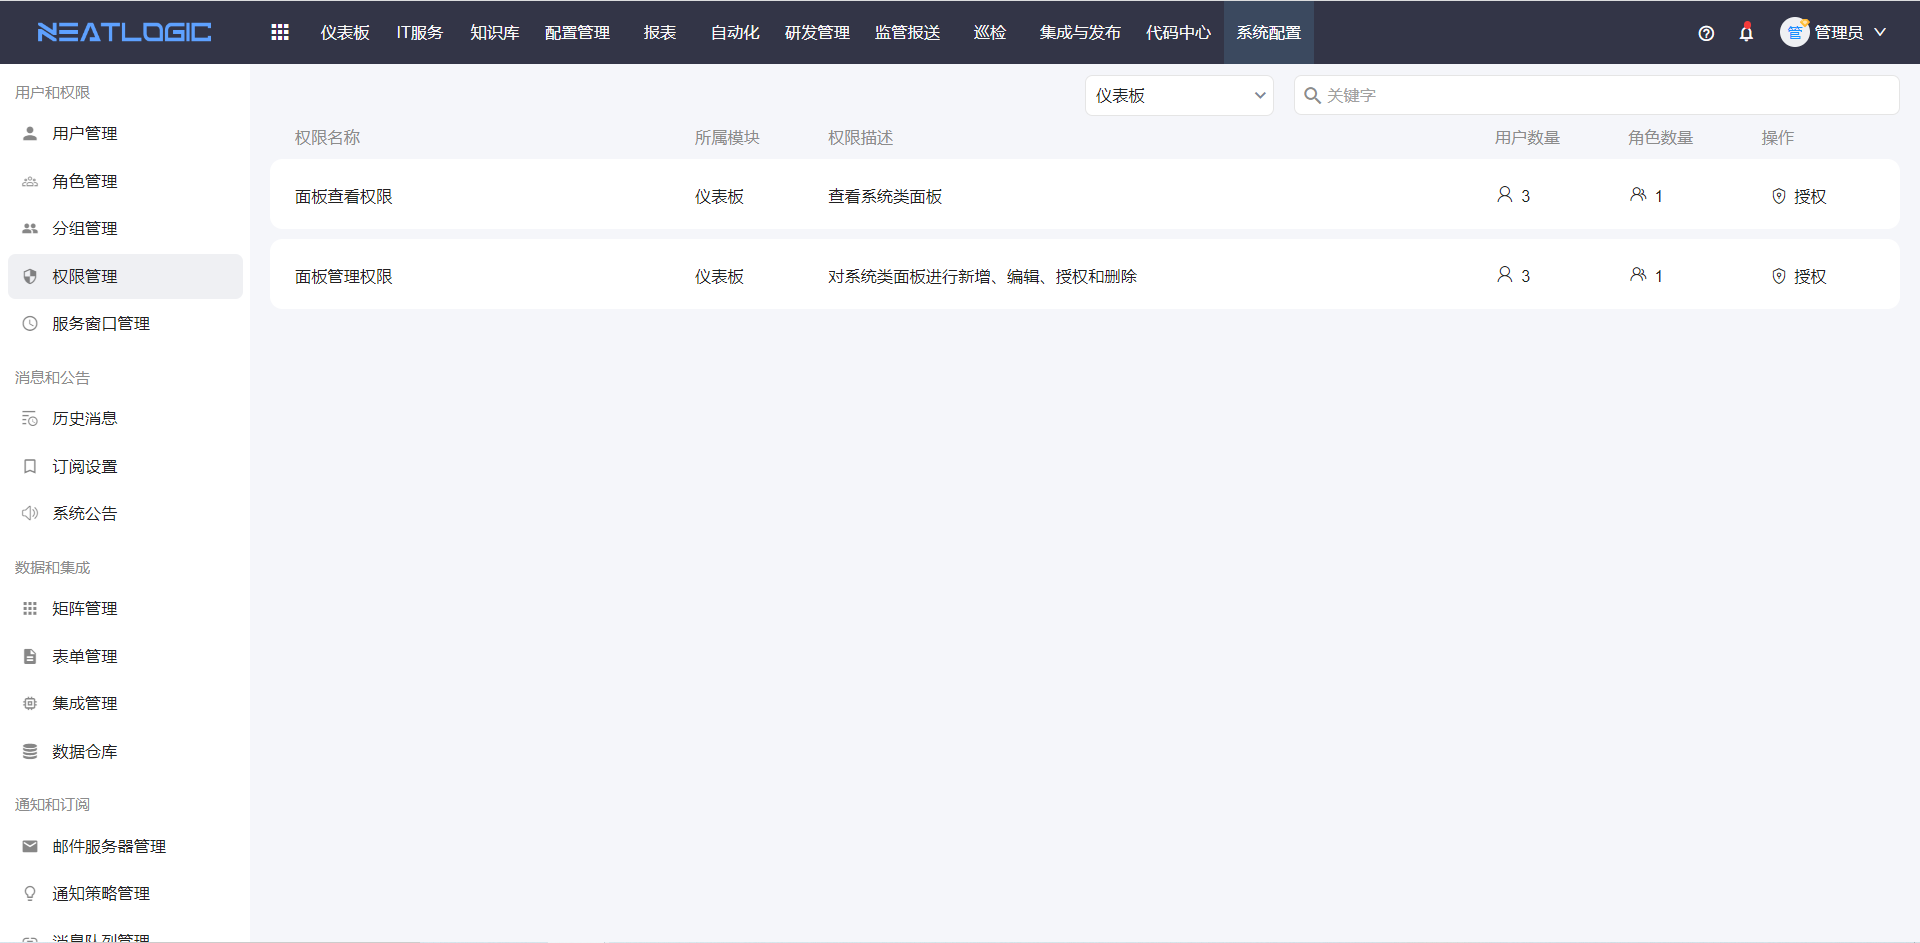 NEATLOGIC
仪表板 IT服务 知识库 配置管理 报表 自动化 研发管理 监管报送 巡检 集成与发布 代码中心 系统配置
管 管理员
用户和权限
用户管理
角色管理
分组管理
权限管理
服务窗口管理
消息和公告
历史消息
订阅设置
系统公告
数据和集成
矩阵管理
表单管理
集成管理
数据仓库
通知和订阅
邮件服务器管理
通知策略管理
消息队列管理
仪表板 关键字
权限名称 所属模块 权限描述 用户数量 角色数量 操作
面板查看权限 仪表板 查看系统类面板 3 1 授权
面板管理权限 仪表板 对系统类面板进行新增、编辑、授权和删除 3 1 授权